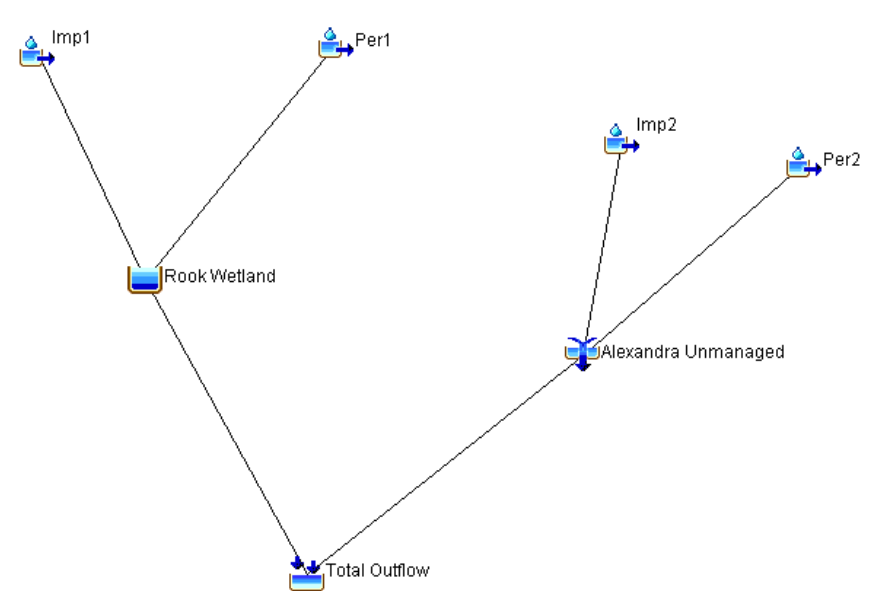 Imp1
Per1
Imp2
Per2
Rook Wetland
Alexandra Unmanaged
Total Outflow